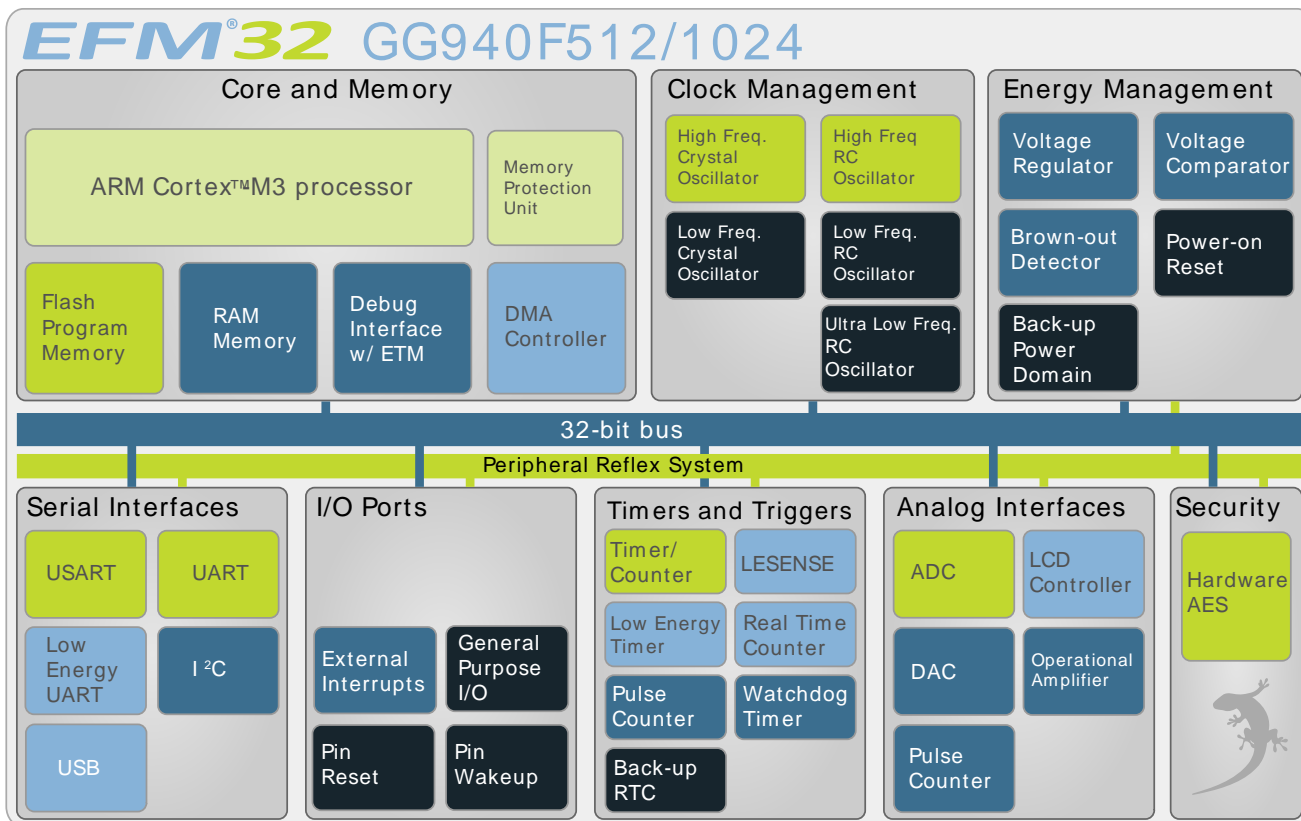 EFM®32 GG940F512/1024
Core and Memory
ARM Cortex™M3 processor
Memory
Protection
Unit
Flash
Program
Memory
RAM
Memory
Debug
Interface
w/ ETM
DMA
Controller
Clock Management
High Freq.
Crystal
Oscillator
High Freq
RC
Oscillator
Low Freq.
Crystal
Oscillator
Low Freq.
RC
Oscillator
Ultra Low Freq.
RC
Oscillator
Energy Management
Voltage
Regulator
Voltage
Comparator
Brown-out
Detector
Power-on
Reset
Back-up
Power
Domain
32-bit bus
Peripheral Reflex System
Serial Interfaces
USART
UART
Low
Energy
UART
I ²C
USB
I/O Ports
External
Interrupts
General
Purpose
I/O
Pin
Reset
Pin
Wakeup
Timers and Triggers
Timer/
Counter
LESENSE
Low Energy
Timer
Real Time
Counter
Pulse
Counter
Watchdog
Timer
Back-up
RTC
Analog Interfaces
ADC
LCD
Controller
DAC
Operational
Amplifier
Pulse
Counter
Security
Hardware
AES